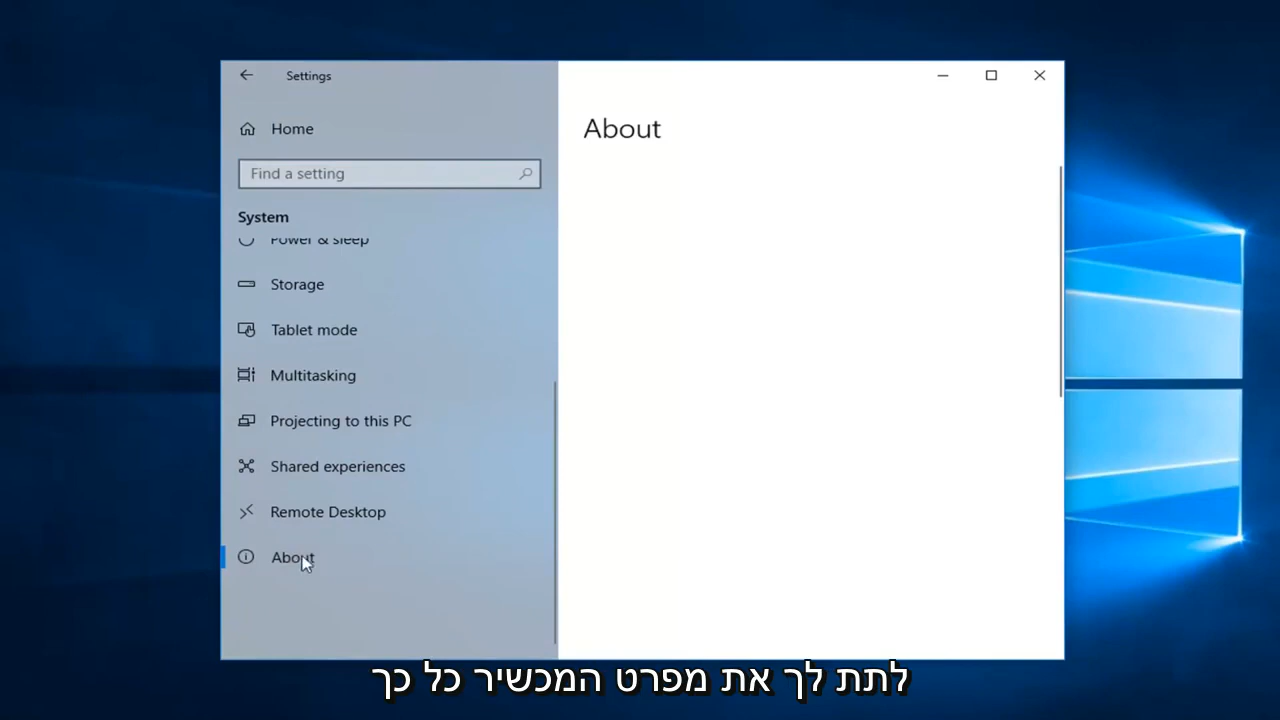 Settings
Home
Find a setting
System
Power & sleep
Storage
Tablet mode
Multitasking
Projecting to this PC
Shared experiences
Remote Desktop
About
About
לתת לך את מפרט המכשיר כל כך